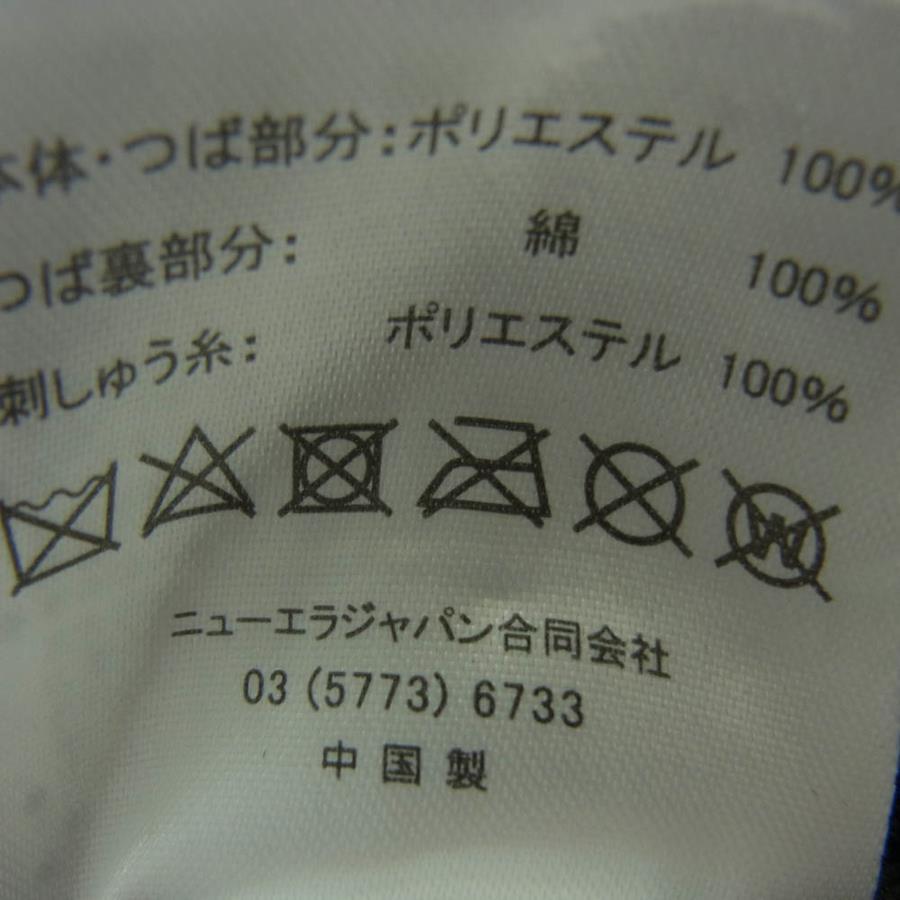 本体・つば部分：ポリエステル 100%
つば裏部分： 綿 100%
刺しゅう糸： ポリエステル 100%
W
ニューエラジャパン合同会社
03(5773)6733
中国製